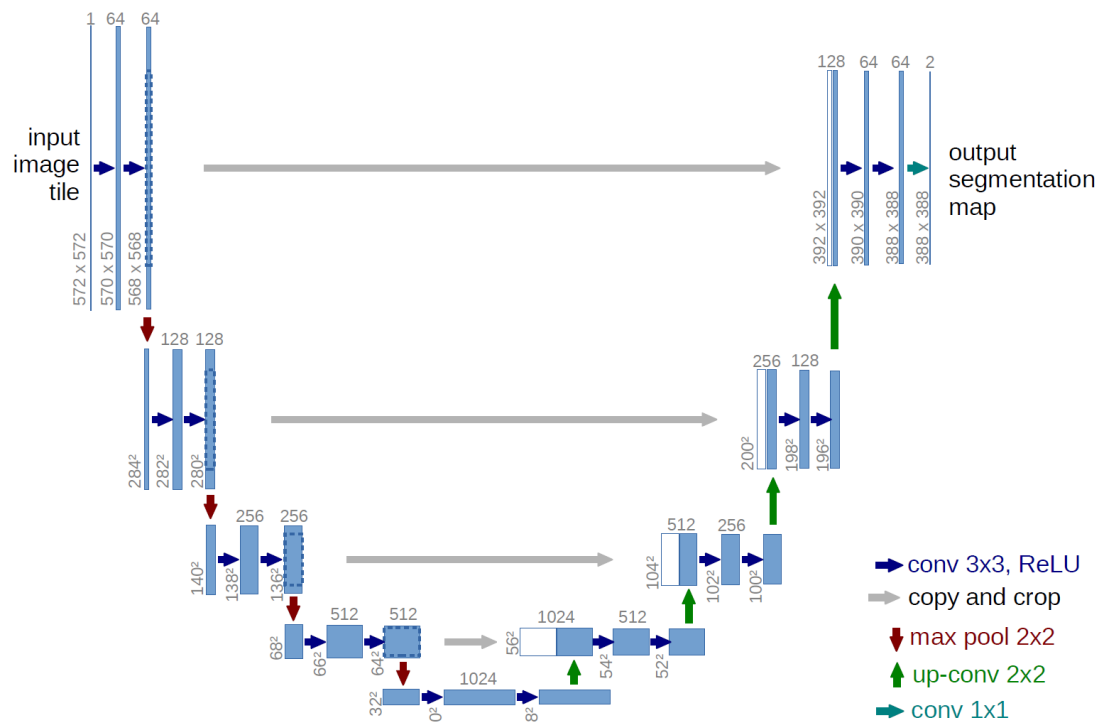 1 64 64
128 64 64 2
input
image
tile
output
segmentation
map
572 x 572
570 x 570
568 x 568
392 x 392
390 x 390
388 x 388
388 x 388
128 128
256 128
284²
282²
280²
200²
198²
196²
256 256
512 256
140²
138²
136²
104²
102²
100²
512 512
1024 512
68²
66²
64²
56²
54²
52²
1024
32²
0²
8²
conv 3x3, ReLU
copy and crop
max pool 2x2
up-conv 2x2
conv 1x1